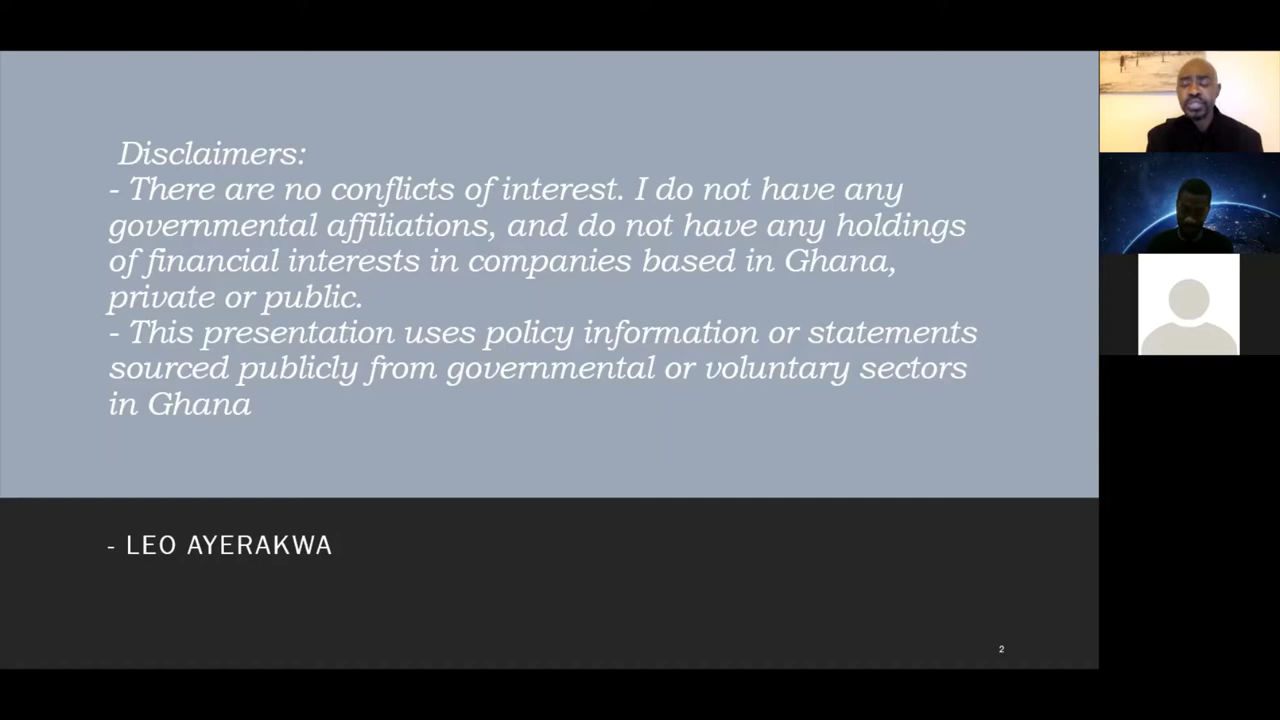 Disclaimers:
- There are no conflicts of interest. I do not have any
governmental affiliations, and do not have any holdings
of financial interests in companies based in Ghana,
private or public.
- This presentation uses policy information or statements
sourced publicly from governmental or voluntary sectors
in Ghana
- LEO AYERAKWA
2